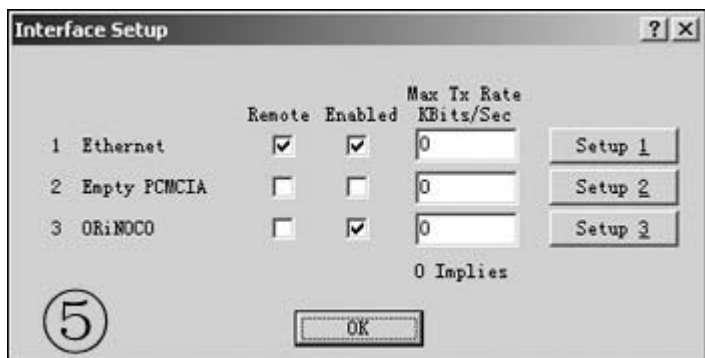 Interface Setup
Max Tx Rate
Remote Enabled KBits/Sec
1 Ethernet 0 Setup 1
2 Empty PCMCIA 0 Setup 2
3 ORiNOCO 0 Setup 3
0 Implies
⑤
OK